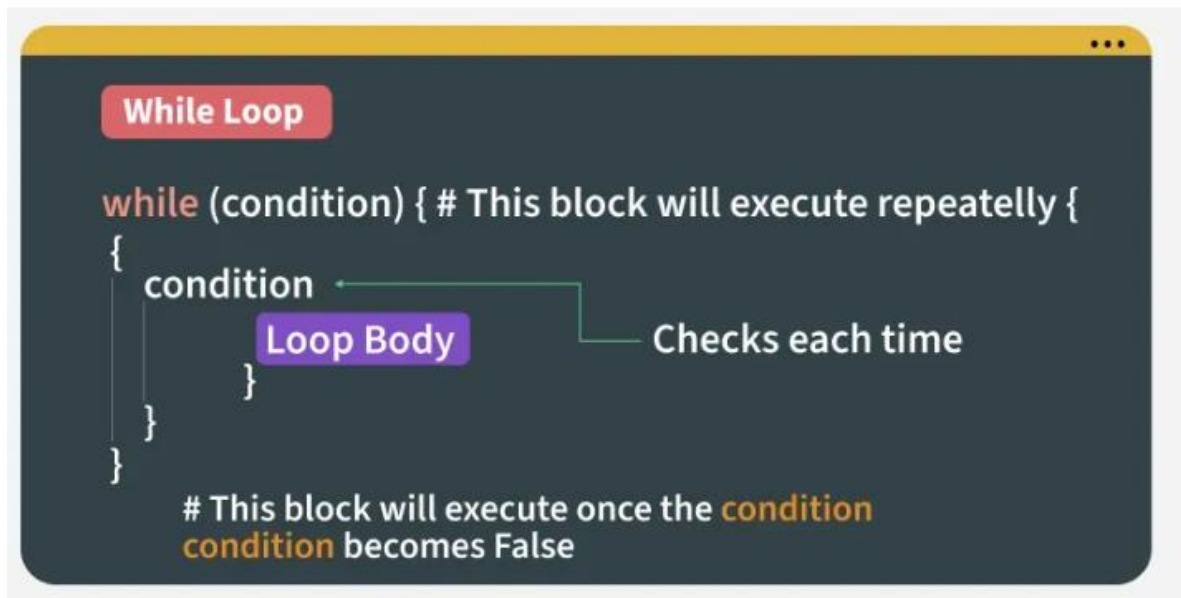 While Loop
while (condition) { # This block will execute repeatelly {
{
condition
Loop Body
Checks each time
}
}
}
# This block will execute once the condition
condition becomes False